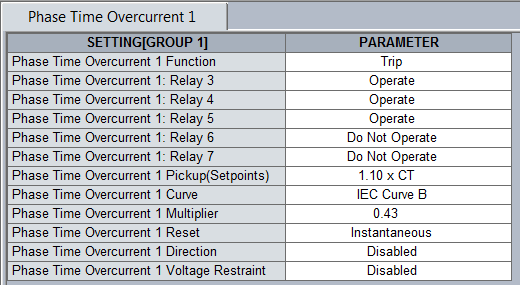 Phase Time Overcurrent 1
SETTING[GROUP 1] PARAMETER
Phase Time Overcurrent 1 Function Trip
Phase Time Overcurrent 1: Relay 3 Operate
Phase Time Overcurrent 1: Relay 4 Operate
Phase Time Overcurrent 1: Relay 5 Operate
Phase Time Overcurrent 1: Relay 6 Do Not Operate
Phase Time Overcurrent 1: Relay 7 Do Not Operate
Phase Time Overcurrent 1 Pickup(Setpoints) 1.10 x CT
Phase Time Overcurrent 1 Curve IEC Curve B
Phase Time Overcurrent 1 Multiplier 0.43
Phase Time Overcurrent 1 Reset Instantaneous
Phase Time Overcurrent 1 Direction Disabled
Phase Time Overcurrent 1 Voltage Restraint Disabled